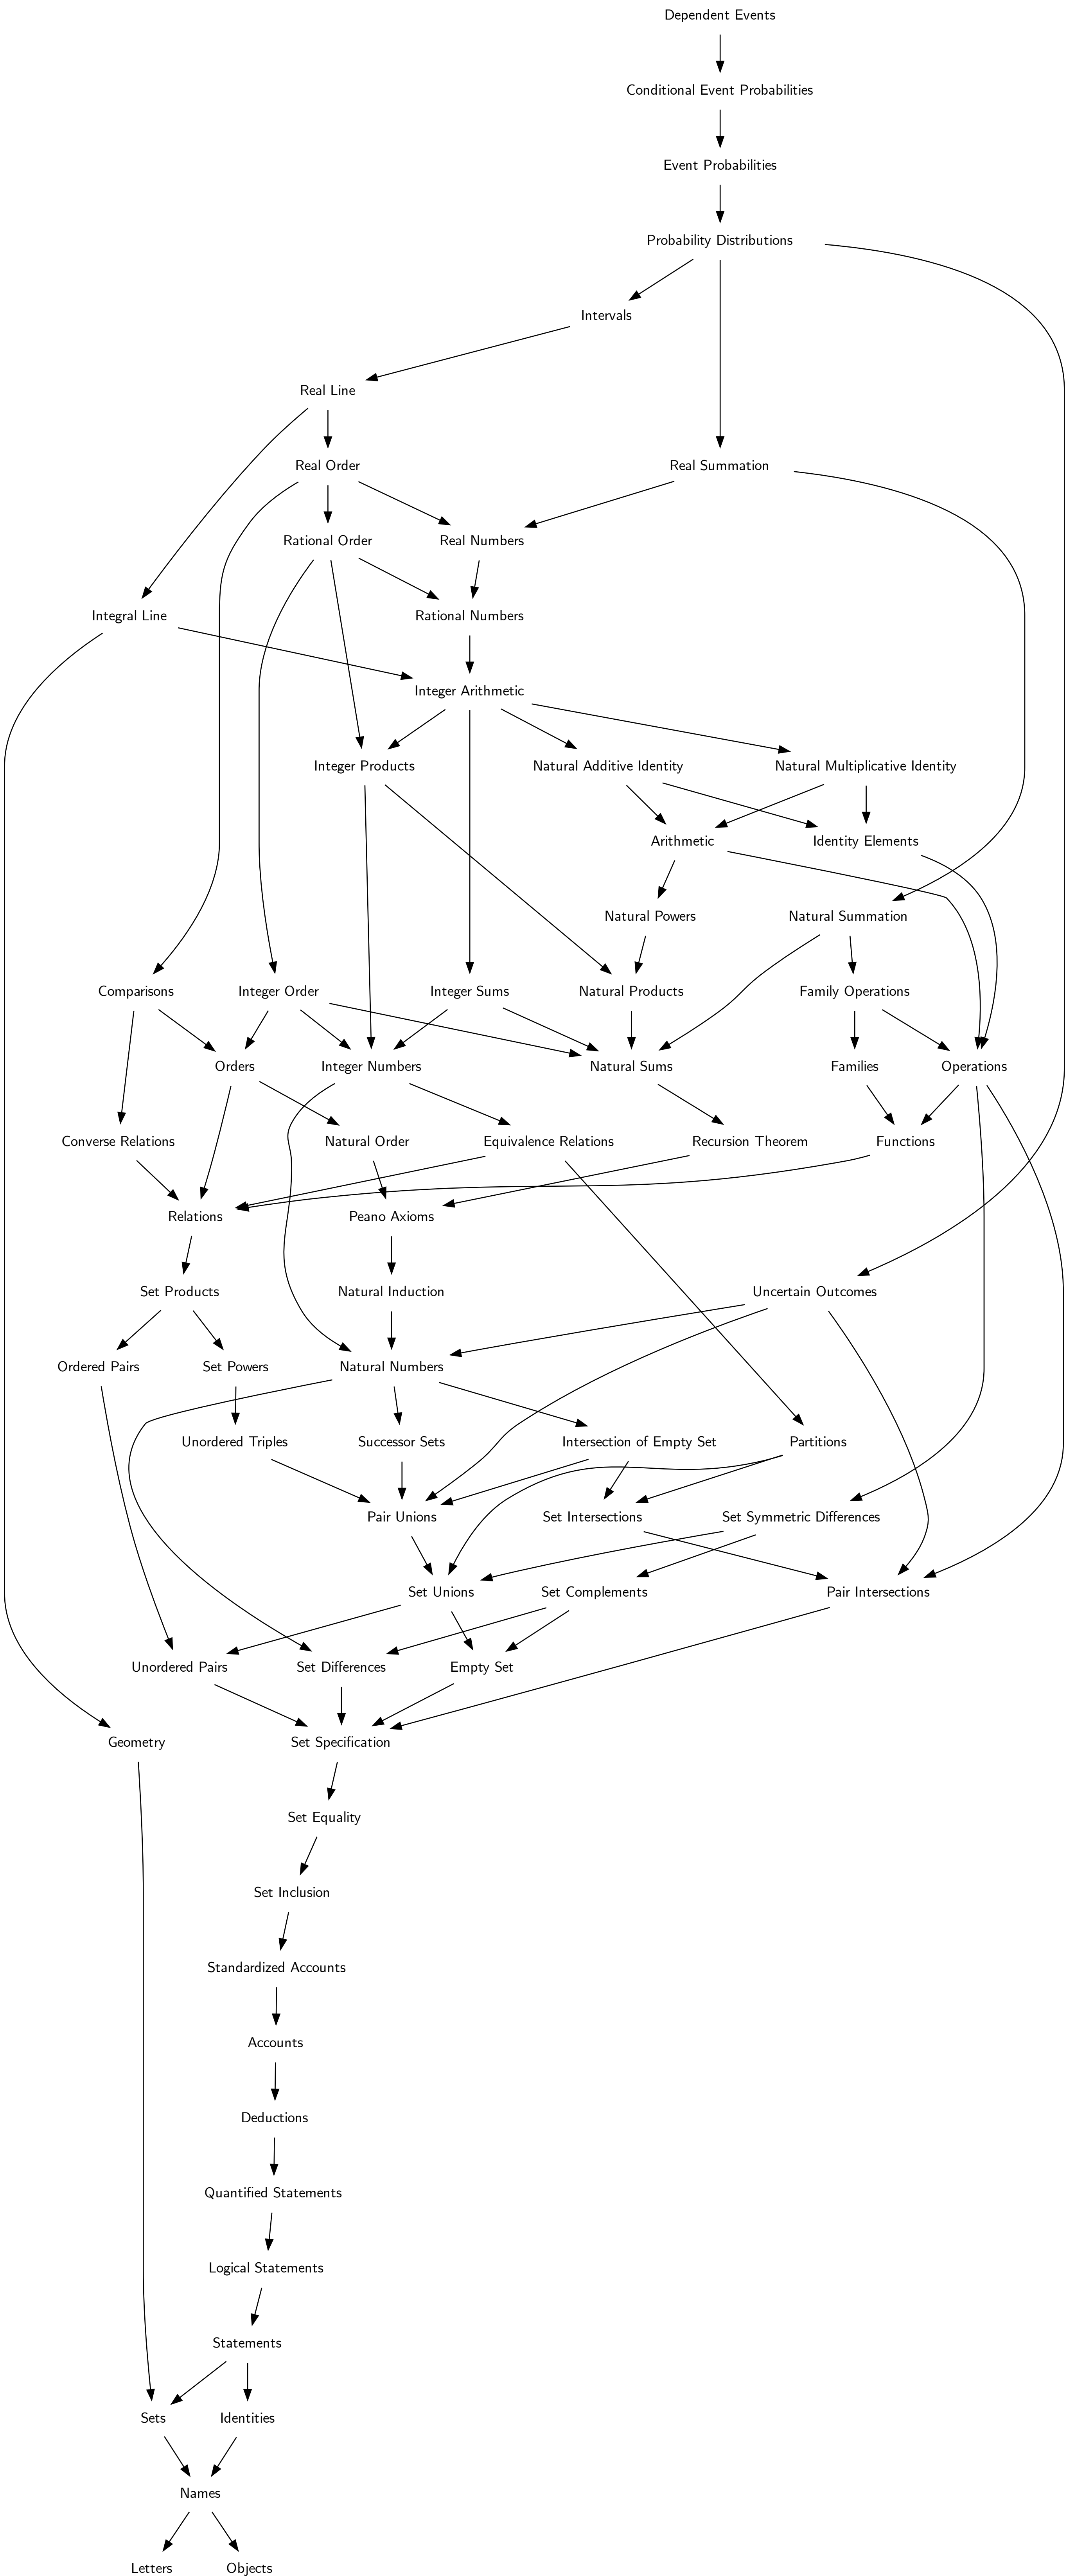 Dependent Events
Conditional Event Probabilities
Event Probabilities
Probability Distributions
Intervals
Real Line
Real Order
Real Summation
Rational Order
Real Numbers
Integral Line
Rational Numbers
Integer Arithmetic
Integer Products
Natural Additive Identity
Natural Multiplicative Identity
Arithmetic
Identity Elements
Natural Powers
Natural Summation
Comparisons
Integer Order
Integer Sums
Natural Products
Family Operations
Orders
Integer Numbers
Natural Sums
Families
Operations
Converse Relations
Natural Order
Equivalence Relations
Recursion Theorem
Functions
Relations
Peano Axioms
Set Products
Natural Induction
Uncertain Outcomes
Ordered Pairs
Set Powers
Natural Numbers
Unordered Triples
Successor Sets
Intersection of Empty Set
Partitions
Pair Unions
Set Intersections
Set Symmetric Differences
Set Unions
Set Complements
Pair Intersections
Unordered Pairs
Set Differences
Empty Set
Geometry
Set Specification
Set Equality
Set Inclusion
Standardized Accounts
Accounts
Deductions
Quantified Statements
Logical Statements
Statements
Sets
Identities
Names
Letters
Objects